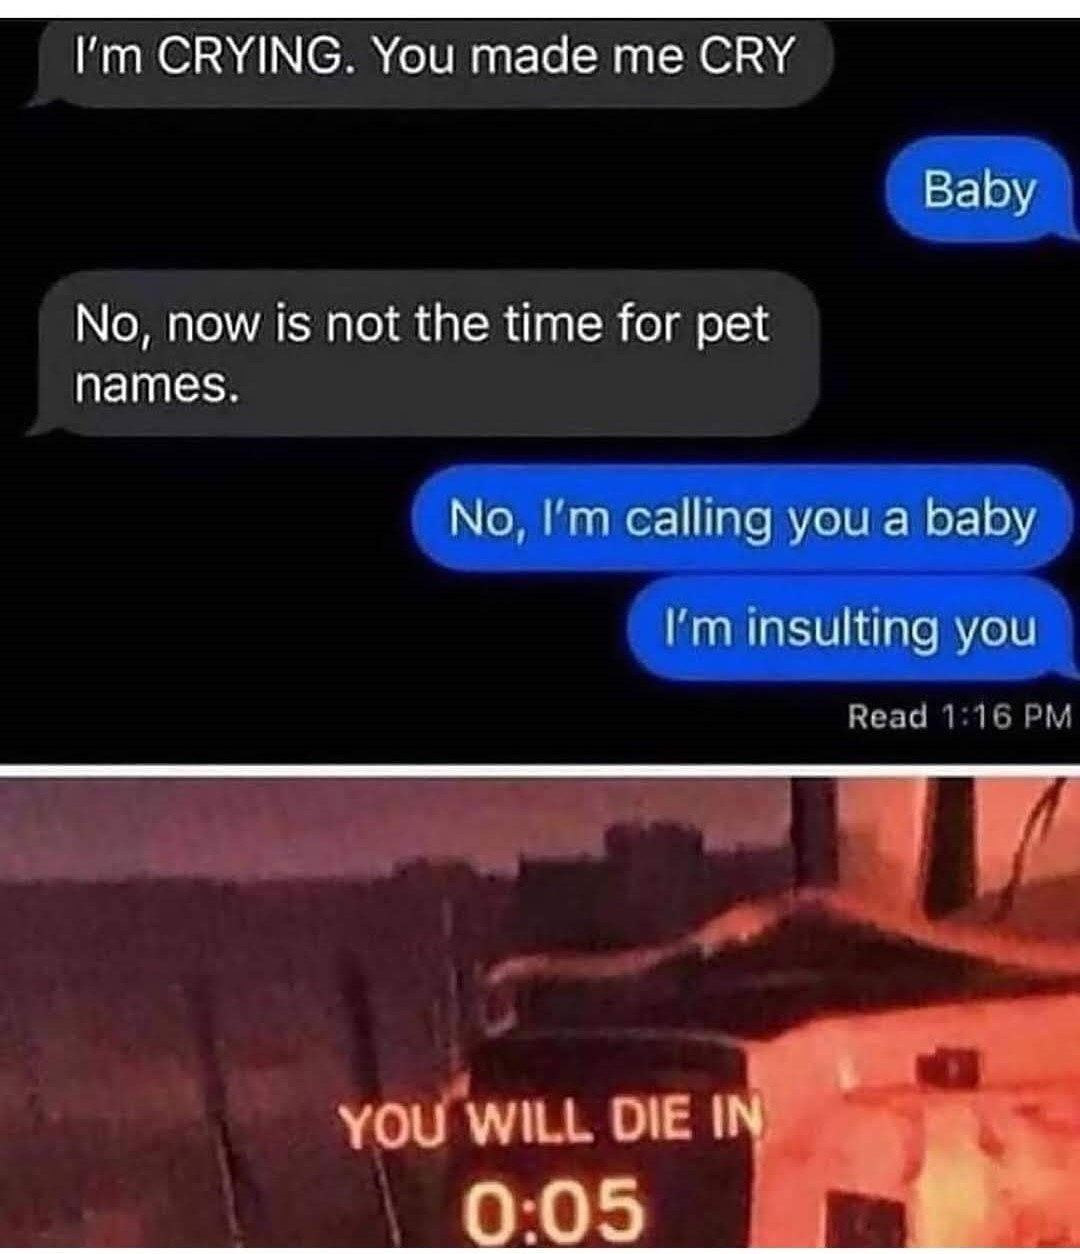 I'm CRYING. You made me CRY
Baby
No, now is not the time for pet
names.
No, I'm calling you a baby
I'm insulting you
Read 1:16 PM
YOU WILL DIE IN
0:05